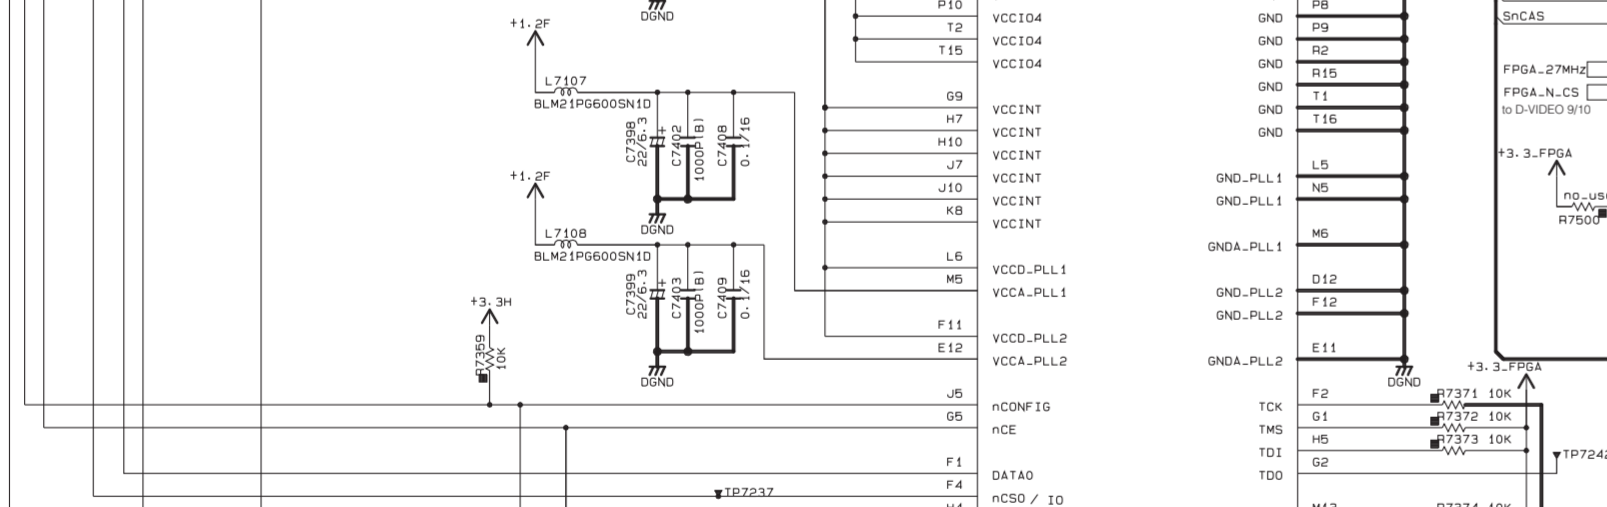 P10
VCCIO4
T2
VCCIO4
T15
VCCIO4
DGND
+1.2F
L7107
BLM21PG600SN1D
C7398
22/6.3
+
C7402
1000P(B)
C7408
0.1/16
DGND
+1.2F
L7108
BLM21PG600SN1D
C7399
22/6.3
+
C7403
1000P(B)
C7409
0.1/16
DGND
+3.3H
R7359
10K
G9
VCCINT
H7
VCCINT
H10
VCCINT
J7
VCCINT
J10
VCCINT
K8
VCCINT
L6
VCCD_PLL1
M5
VCCA_PLL1
F11
VCCD_PLL2
E12
VCCA_PLL2
J5
nCONFIG
G5
nCE
F1
DATA0
F4
nCSO / IO
TP7237
P8
GND
P9
GND
R2
GND
R15
GND
T1
GND
T16
GND
L5
GND_PLL1
N5
GND_PLL1
M6
GNDA_PLL1
D12
GND_PLL2
F12
GND_PLL2
E11
GNDA_PLL2
DGND
F2
TCK
R7371 10K
G1
TMS
R7372 10K
H5
TDI
R7373 10K
G2
TDO
SnCAS
FPGA_27MHz
FPGA_N_CS
to D-VIDEO 9/10
+3.3_FPGA
R7500
+3.3_FPGA